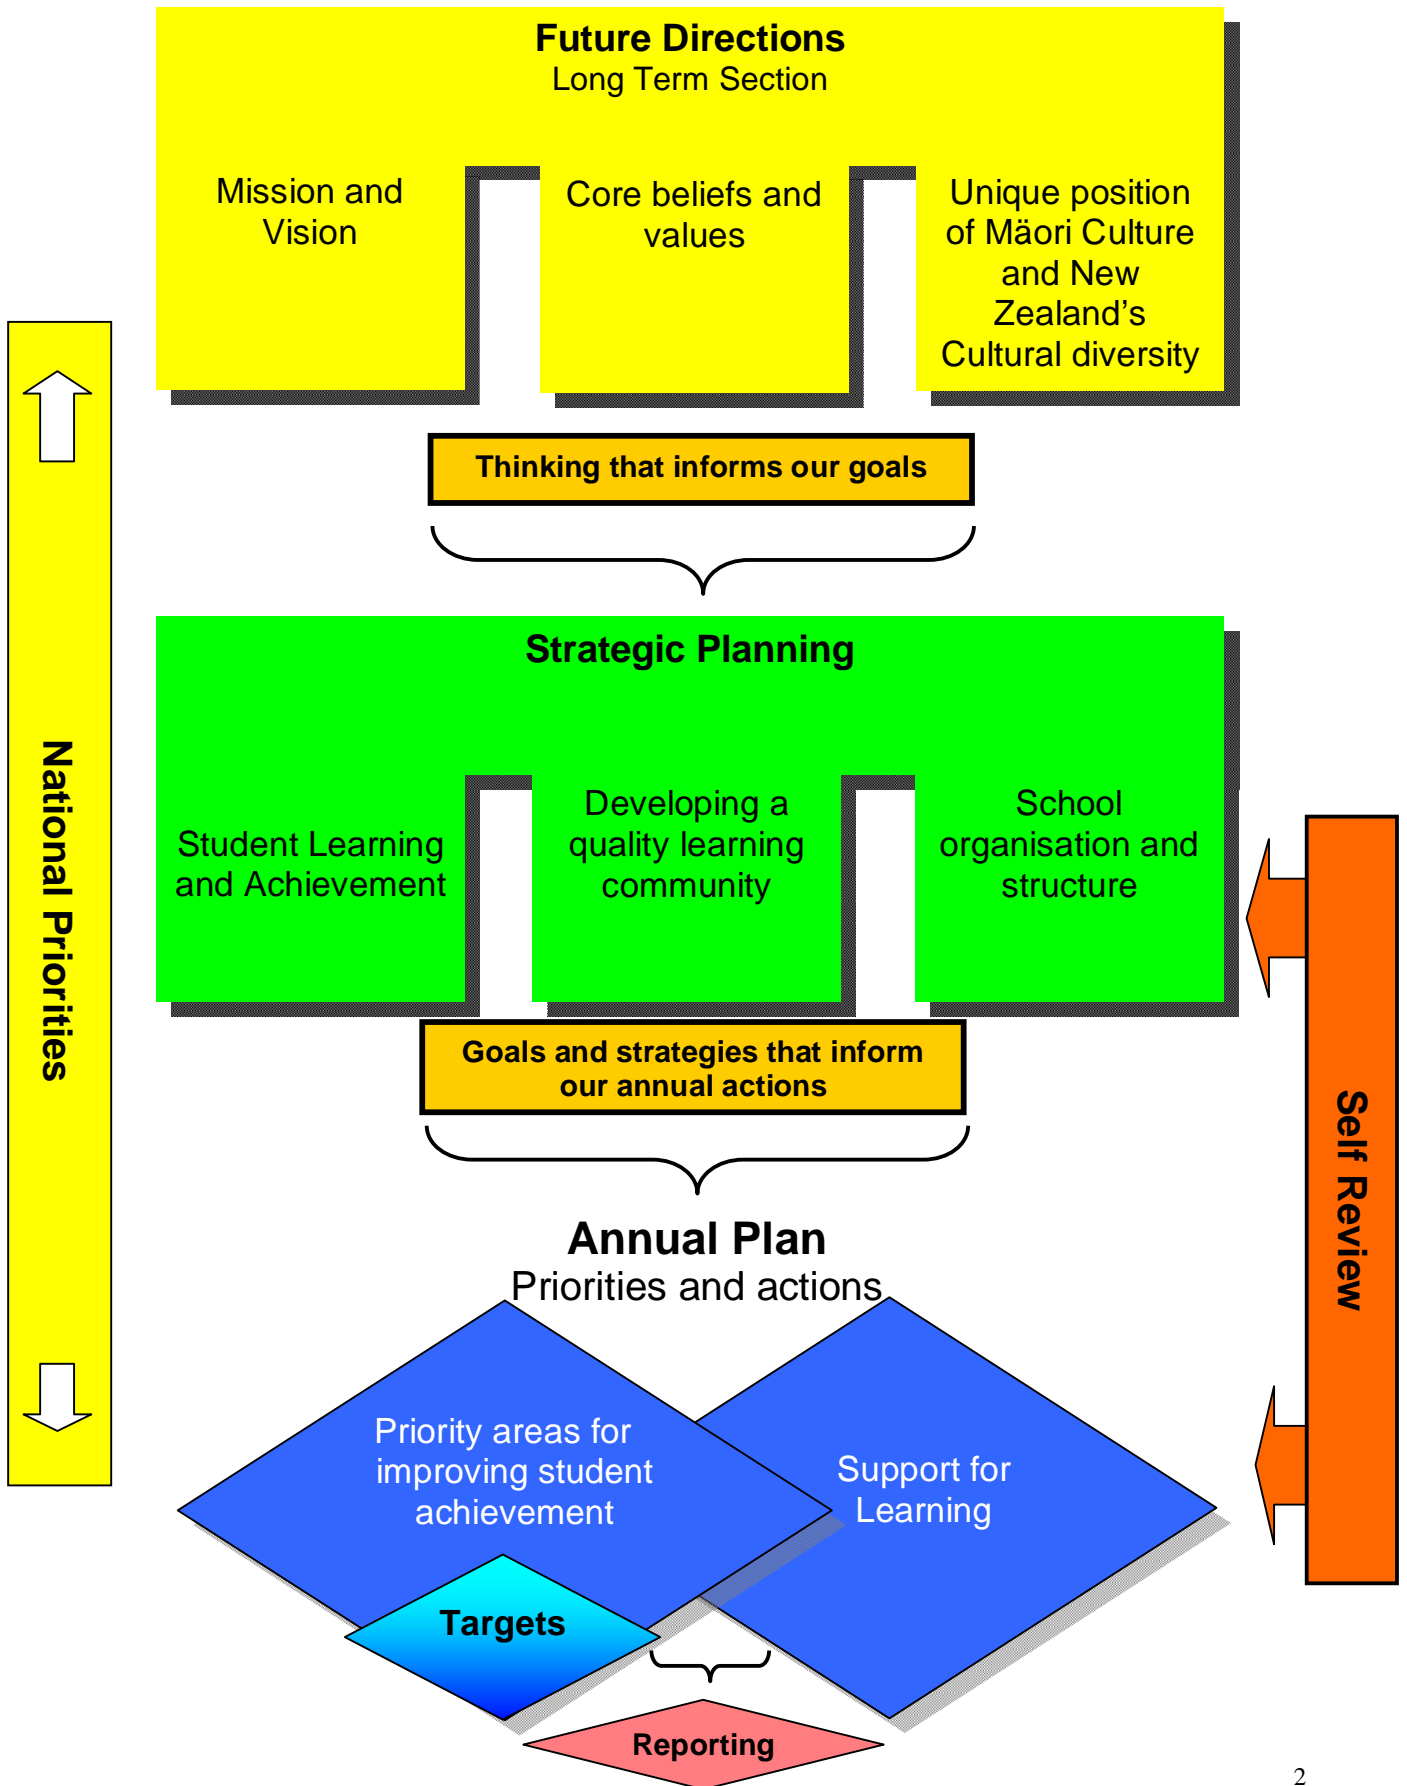 Future Directions
Long Term Section
Mission and
Vision
Core beliefs and
values
Unique position
of Mäori Culture
and New
Zealand’s
Cultural diversity
Thinking that informs our goals
National Priorities
Strategic Planning
Student Learning
and Achievement
Developing a
quality learning
community
School
organisation and
structure
Goals and strategies that inform
our annual actions
Self Review
Annual Plan
Priorities and actions
Priority areas for
improving student
achievement
Support for
Learning
Targets
Reporting
2